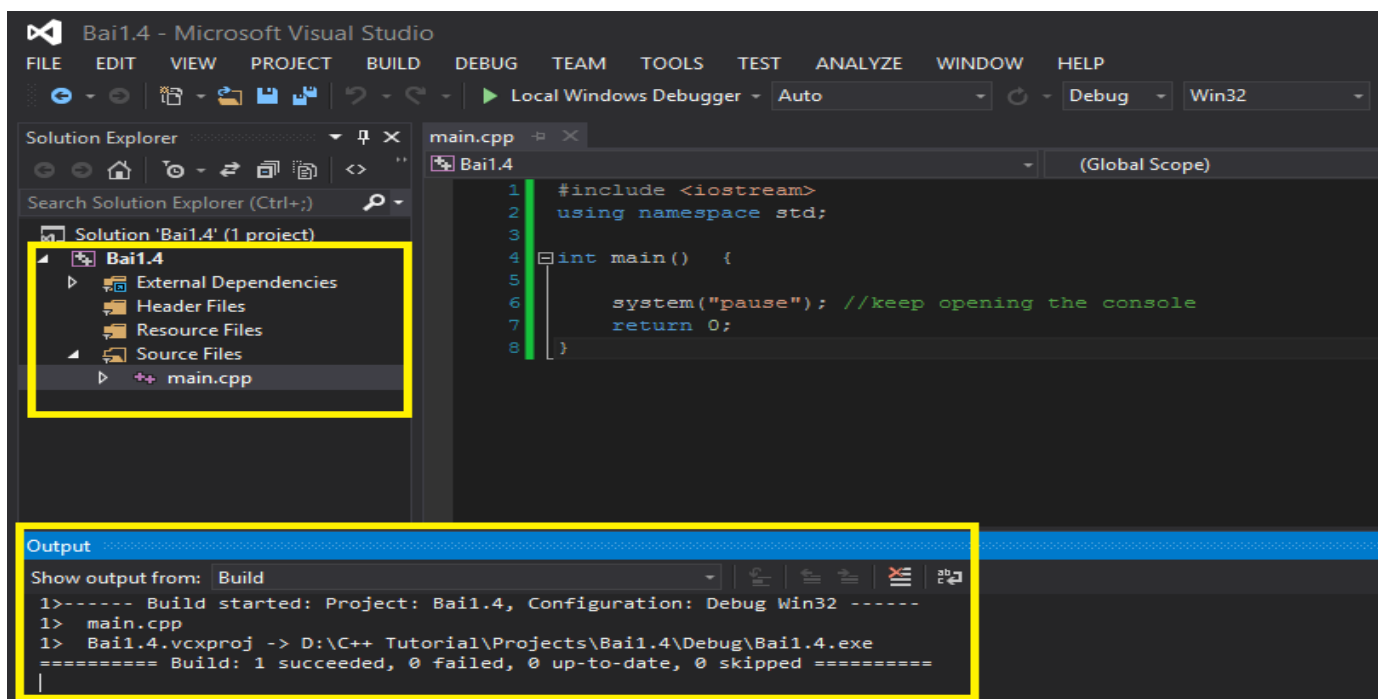 Bai1.4 - Microsoft Visual Studio
FILE EDIT VIEW PROJECT BUILD DEBUG TEAM TOOLS TEST ANALYZE WINDOW HELP
Local Windows Debugger Auto Debug Win32
Solution Explorer
Search Solution Explorer (Ctrl+;)
Solution 'Bai1.4' (1 project)
Bai1.4
External Dependencies
Header Files
Resource Files
Source Files
main.cpp
main.cpp
Bai1.4 (Global Scope)
1 #include <iostream>
2 using namespace std;
3
4 int main() {
5
6 system("pause"); //keep opening the console
7 return 0;
8 }
Output
Show output from: Build
1>------ Build started: Project: Bai1.4, Configuration: Debug Win32 ------
1> main.cpp
1> Bai1.4.vcxproj -> D:\C++ Tutorial\Projects\Bai1.4\Debug\Bai1.4.exe
========== Build: 1 succeeded, 0 failed, 0 up-to-date, 0 skipped ==========